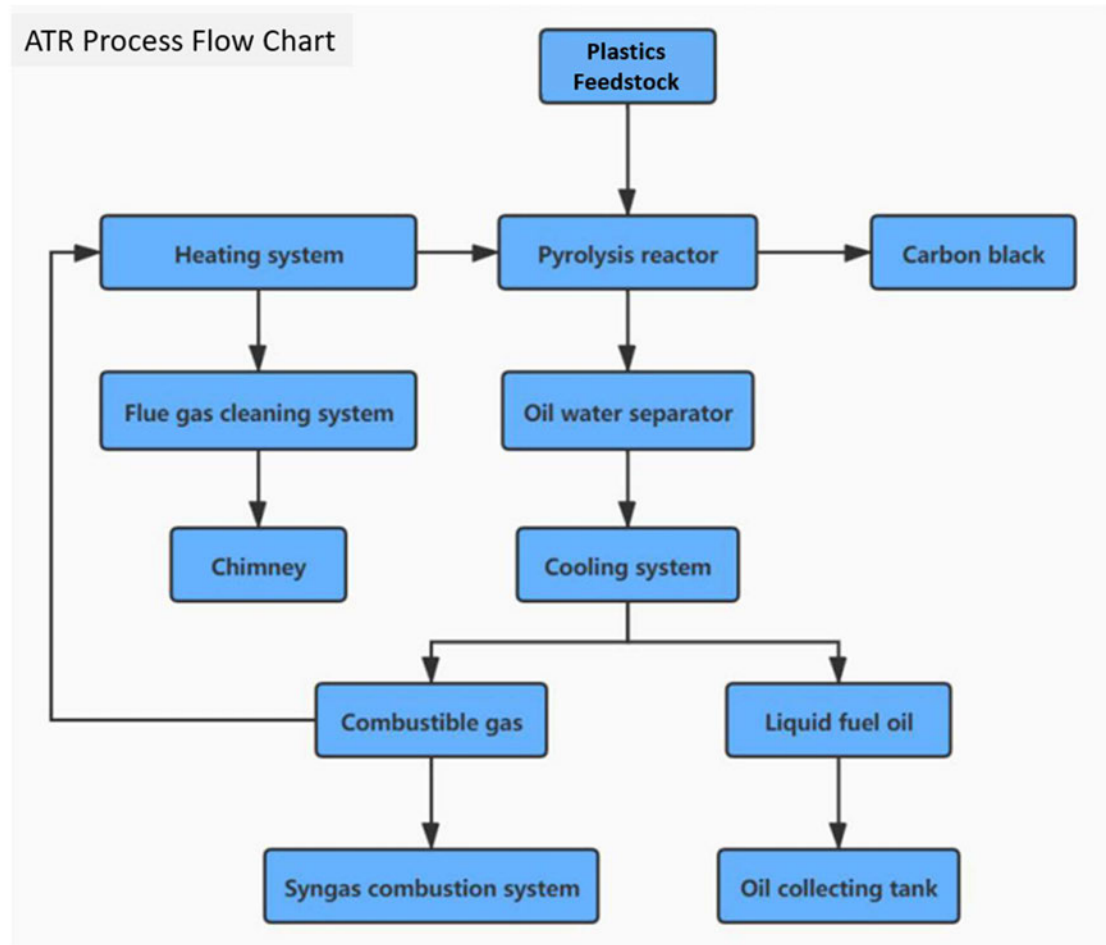 ATR Process Flow Chart
Plastics
Feedstock
Heating system
Pyrolysis reactor
Carbon black
Flue gas cleaning system
Oil water separator
Chimney
Cooling system
Combustible gas
Liquid fuel oil
Syngas combustion system
Oil collecting tank